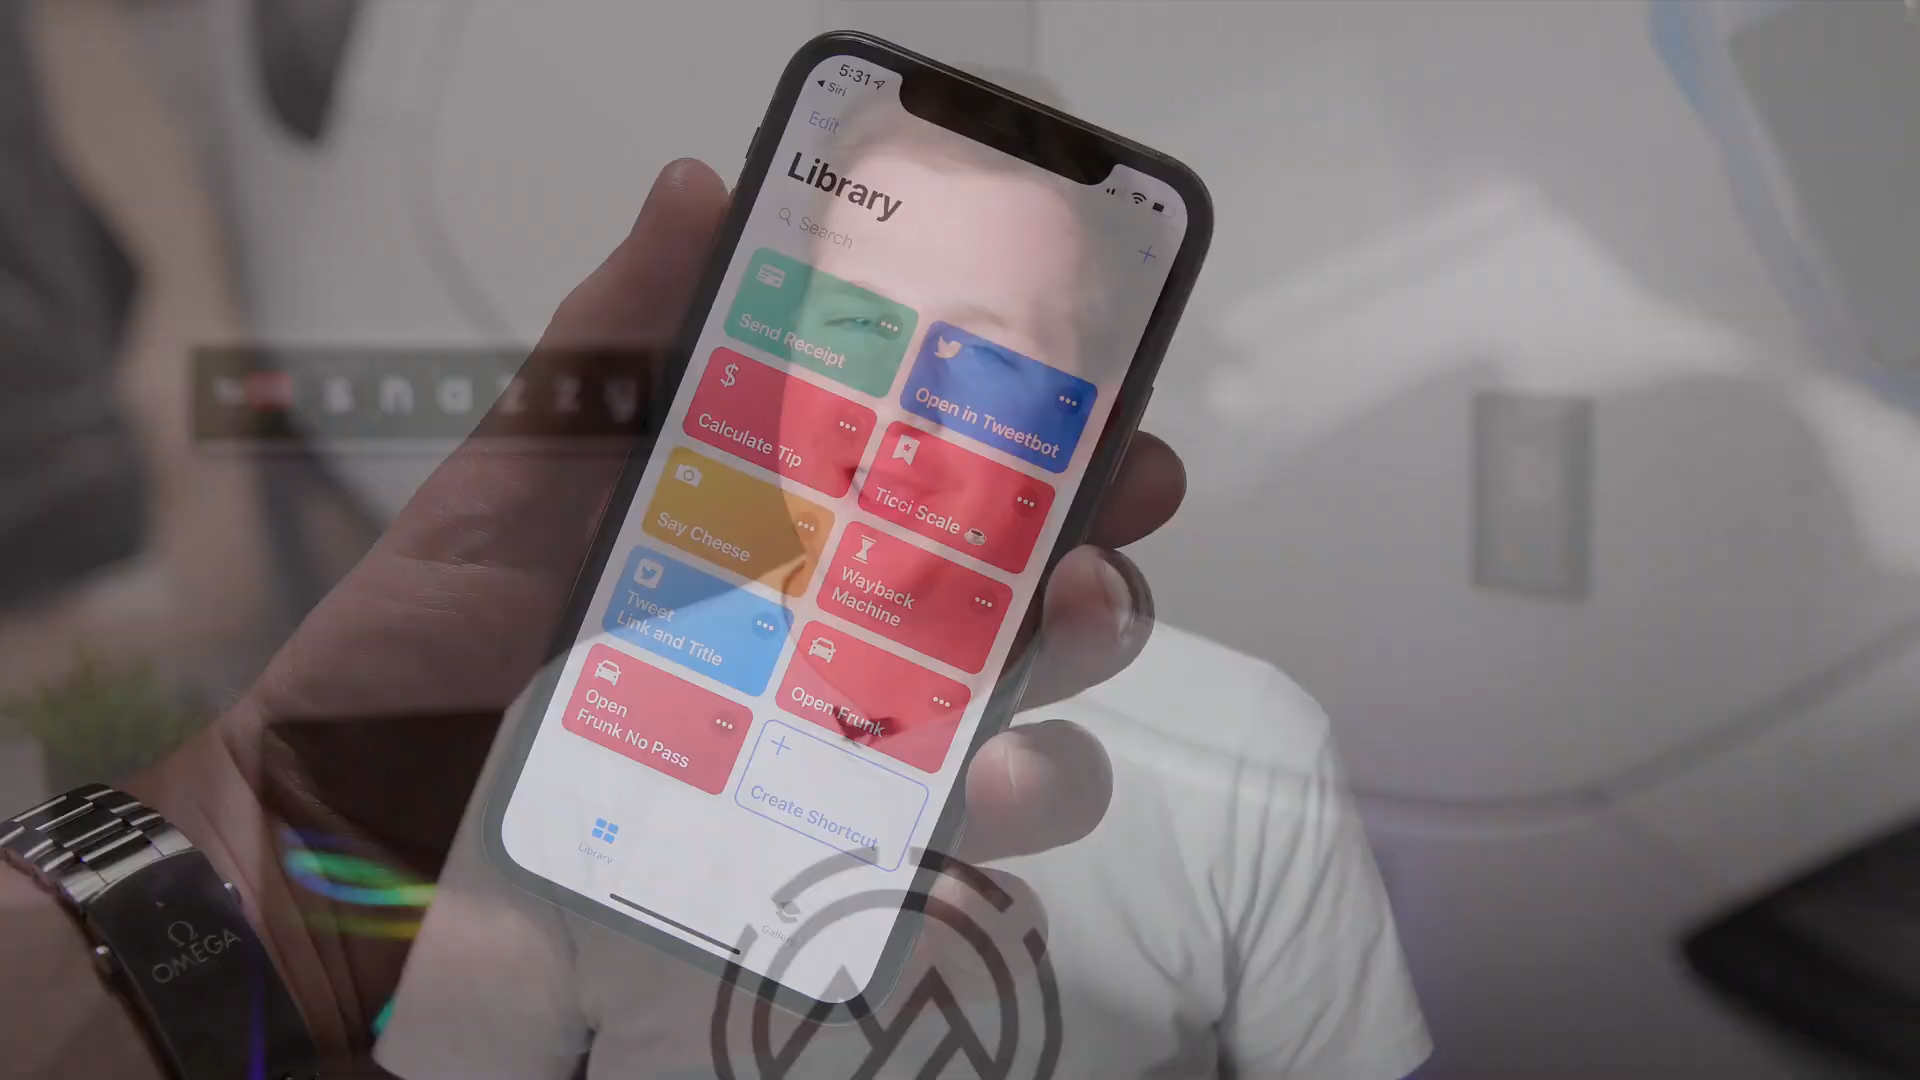 5:31
Siri
Edit
Library
Search
Send Receipt
Open in Tweetbot
$
Calculate Tip
Ticci Scale
Say Cheese
Wayback
Machine
Tweet
Link and Title
Open Frunk
Open
Frunk No Pass
Create Shortcut
Library
Gallery
snazzy
Ω
OMEGA